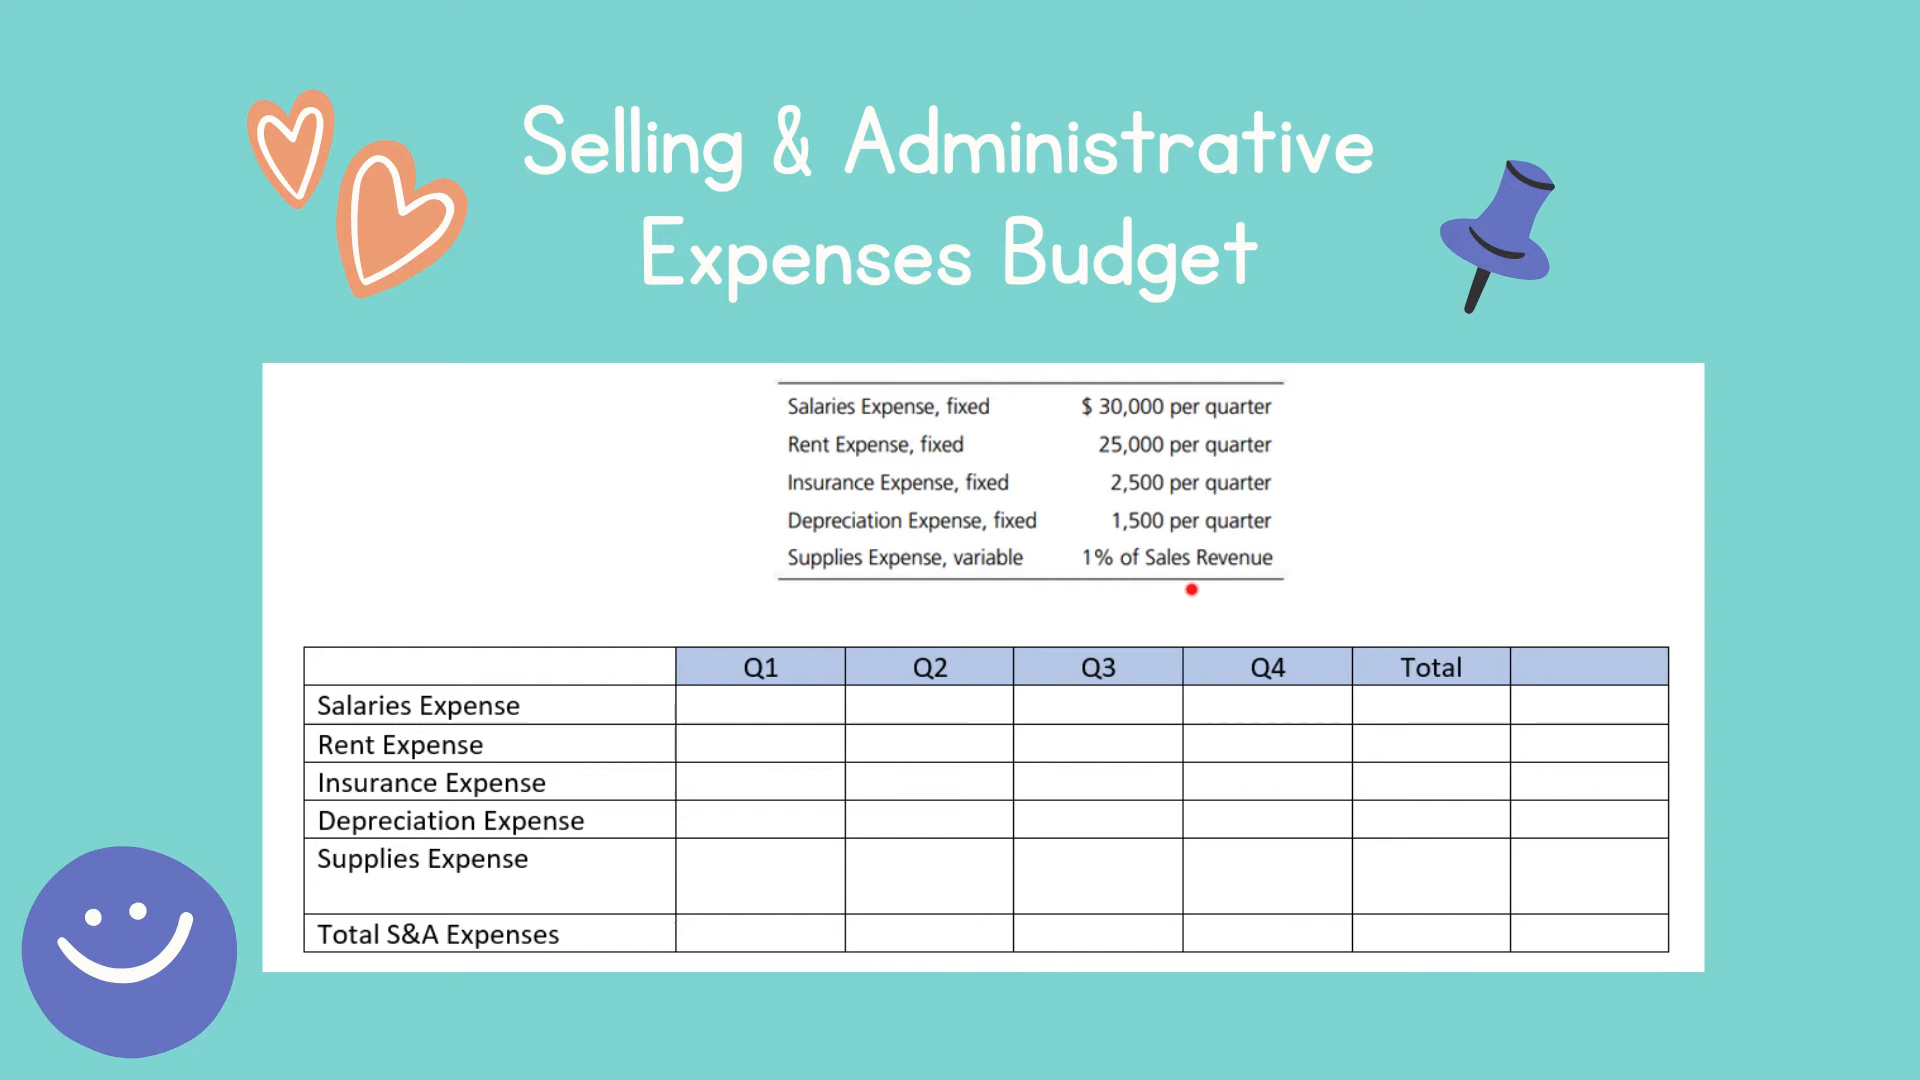 Selling & Administrative
Expenses Budget
Salaries Expense, fixed $ 30,000 per quarter
Rent Expense, fixed 25,000 per quarter
Insurance Expense, fixed 2,500 per quarter
Depreciation Expense, fixed 1,500 per quarter
Supplies Expense, variable 1% of Sales Revenue
Q1 Q2 Q3 Q4 Total
Salaries Expense
Rent Expense
Insurance Expense
Depreciation Expense
Supplies Expense
Total S&A Expenses